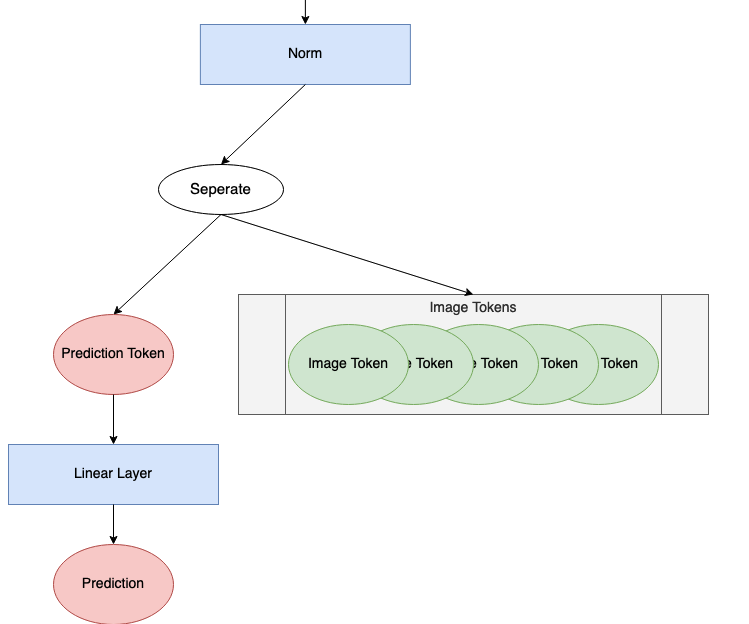 Norm
Seperate
Image Tokens
Prediction Token
Image Token
Token
Token
Token
Token
Linear Layer
Prediction